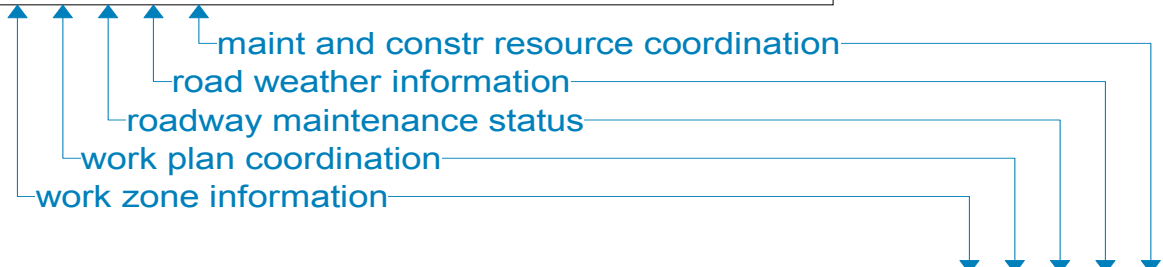 maint and constr resource coordination
road weather information
roadway maintenance status
work plan coordination
work zone information